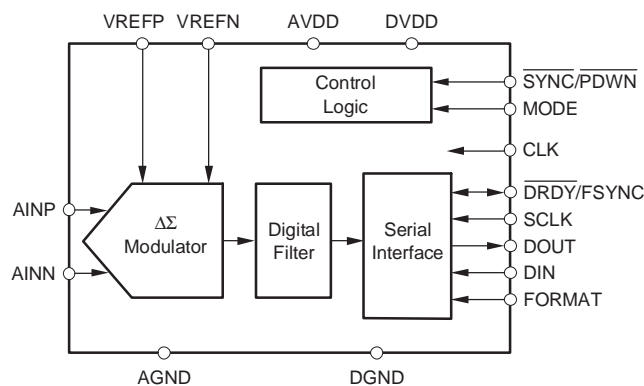 VREFP VREFN AVDD DVDD
Control
Logic
SYNC/PDWN
MODE
CLK
AINP
AINN
ΔΣ
Modulator
Digital
Filter
Serial
Interface
DRDY/FSYNC
SCLK
DOUT
DIN
FORMAT
AGND DGND